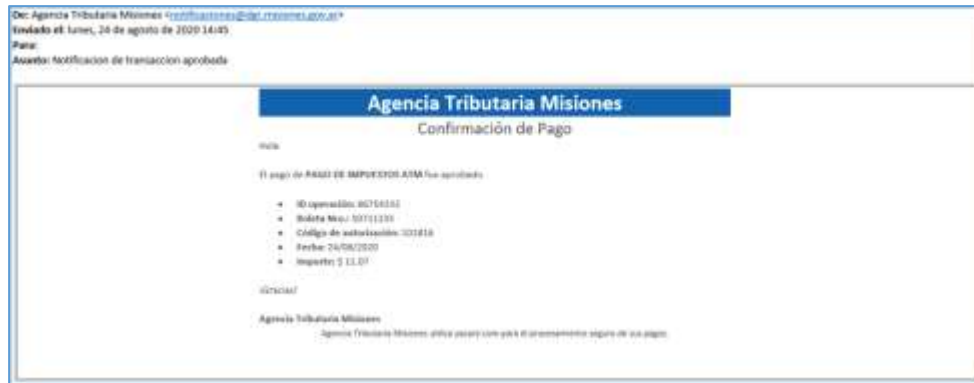 De: Agencia Tributaria Misiones <notificaciones@dgr.misiones.gov.ar>
Enviado el: lunes, 24 de agosto de 2020 14:45
Para:
Asunto: Notificacion de transaccion aprobada
Agencia Tributaria Misiones
Confirmación de Pago
Hola
El pago de PAGO DE IMPUESTOS ATM fue aprobado
ID operación:
Boleta Nro.:
Código de autorización:
Fecha: 24/08/2020
Importe: $
¡Gracias!
Agencia Tributaria Misiones
Agencia Tributaria Misiones utiliza para el procesamiento seguro de sus pagos